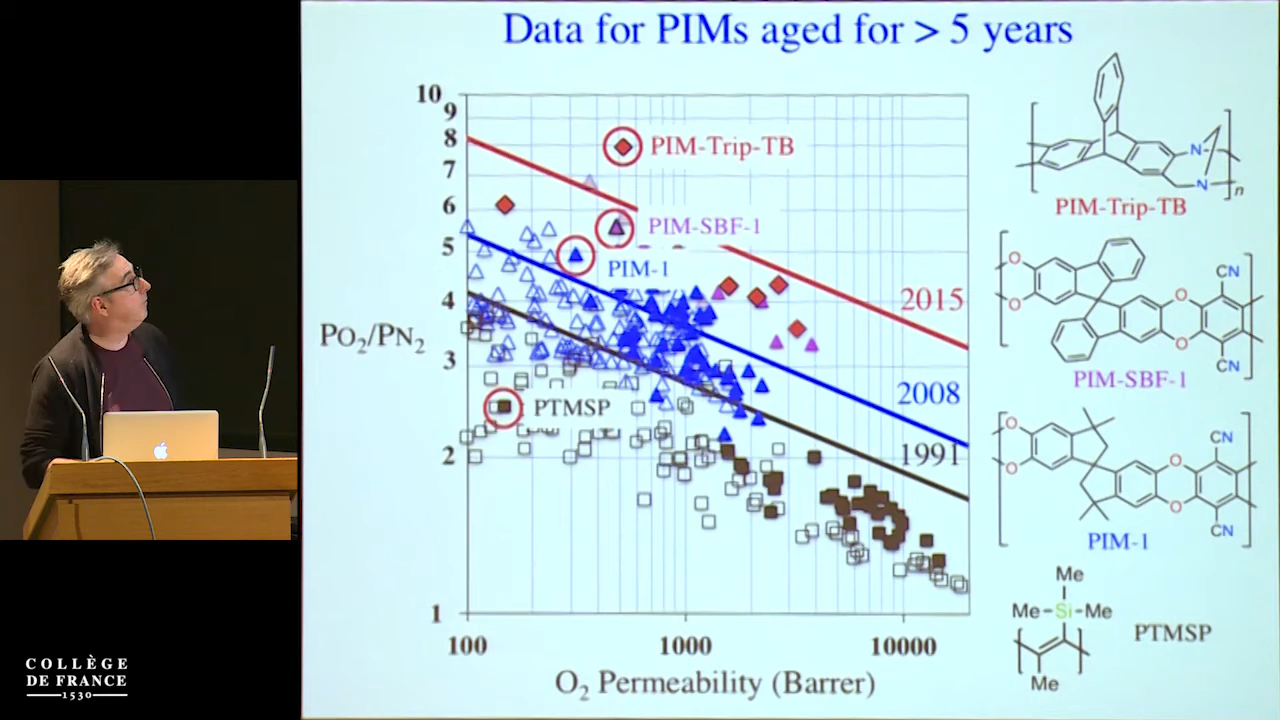 Data for PIMs aged for > 5 years
10
9
8
7
6
5
4
3
2
1
PO2/PN2
100
1000
10000
O2 Permeability (Barrer)
PIM-Trip-TB
PIM-SBF-1
PIM-1
PTMSP
2015
2008
1991
N
N
n
PIM-Trip-TB
O
O
O
O
CN
CN
PIM-SBF-1
O
O
O
O
CN
CN
PIM-1
Me
Me-Si-Me
Me
PTMSP
COLLÈGE
DE FRANCE
1530